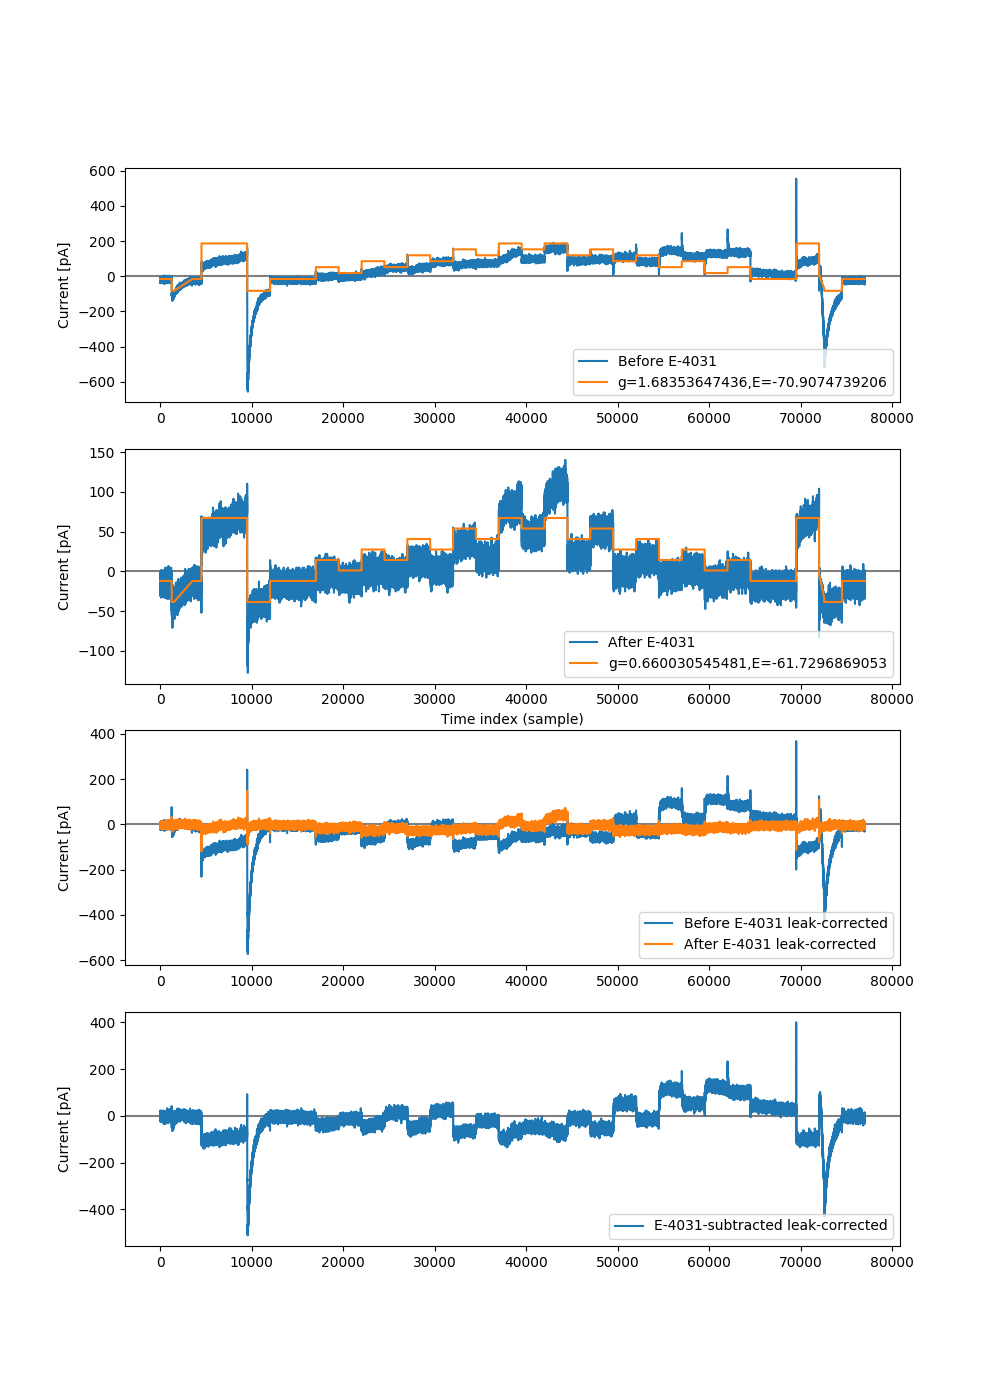 600
400
200
0
−200
−400
−600
Current [pA]
Before E-4031
g=1.68353647436,E=-70.9074739206
0 10000 20000 30000 40000 50000 60000 70000 80000
150
100
50
0
−50
−100
Current [pA]
After E-4031
g=0.660030545481,E=-61.7296869053
0 10000 20000 30000 40000 50000 60000 70000 80000
Time index (sample)
400
200
0
−200
−400
−600
Current [pA]
Before E-4031 leak-corrected
After E-4031 leak-corrected
0 10000 20000 30000 40000 50000 60000 70000 80000
400
200
0
−200
−400
Current [pA]
E-4031-subtracted leak-corrected
0 10000 20000 30000 40000 50000 60000 70000 80000